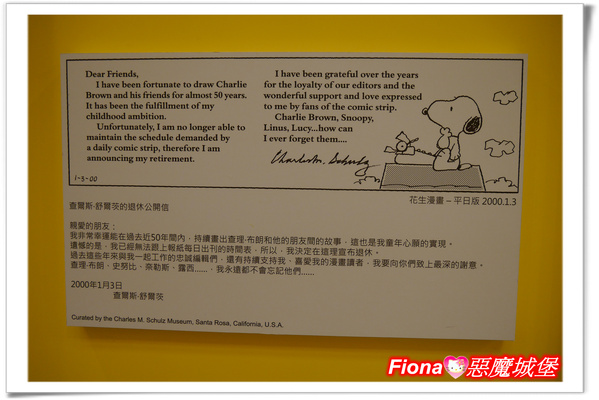 Dear Friends,
I have been fortunate to draw Charlie
Brown and his friends for almost 50 years.
It has been the fulfillment of my
childhood ambition.
Unfortunately, I am no longer able to
maintain the schedule demanded by
a daily comic strip, therefore I am
announcing my retirement.
1-3-00
I have been grateful over the years
for the loyalty of our editors and the
wonderful support and love expressed
to me by fans of the comic strip.
Charlie Brown, Snoopy,
Linus, Lucy...how can
I ever forget them....
Charles M. Schulz
花生漫畫 – 平日版 2000.1.3
查爾斯‧舒爾茨的退休公開信
親愛的朋友：
我非常幸運能在過去近50年間內，持續畫出查理‧布朗和他的朋友間的故事，這也是我童年心願的實現。
遺憾的是，我已經無法跟上報紙每日出刊的時間表，所以，我決定在這理宣布退休。
過去這些年來與我一起工作的忠誠編輯們，還有持續支持我、喜愛我的漫畫讀者，我要向你們致上最深的謝意。
查理‧布朗、史努比、奈勒斯、露西……，我永遠都不會忘記他們……
2000年1月3日
查爾斯‧舒爾茨
Curated by the Charles M. Schulz Museum, Santa Rosa, California, U.S.A.
Fiona惡魔城堡